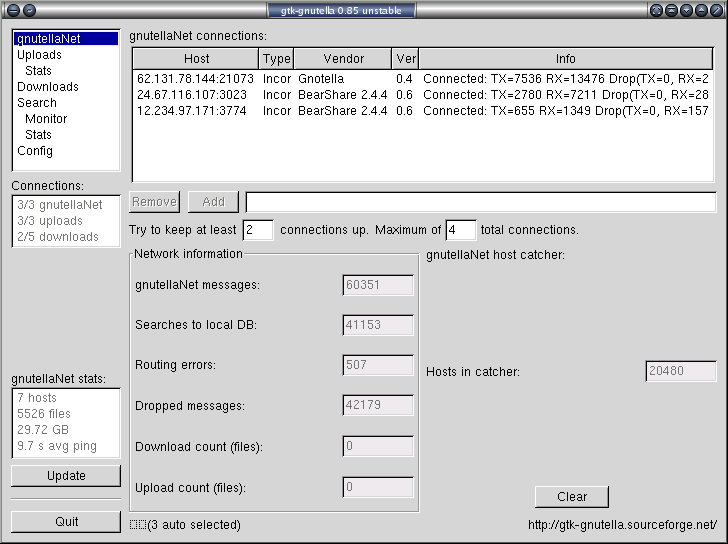 gtk-gnutella 0.85 unstable
gnutellaNet
Uploads
Stats
Downloads
Search
Monitor
Stats
Config
Connections:
3/3 gnutellaNet
3/3 uploads
2/5 downloads
gnutellaNet stats:
7 hosts
5526 files
29.72 GB
9.7 s avg ping
Update
Quit
gnutellaNet connections:
Host Type Vendor Ver Info
62.131.78.144:21073 Incor Gnotella 0.4 Connected: TX=7536 RX=13476 Drop(TX=0, RX=2
24.67.116.107:3023 Incor BearShare 2.4.4 0.6 Connected: TX=2780 RX=7211 Drop(TX=0, RX=28
12.234.97.171:3774 Incor BearShare 2.4.4 0.6 Connected: TX=655 RX=1349 Drop(TX=0, RX=157
Remove Add
Try to keep at least 2 connections up. Maximum of 4 total connections.
Network information
gnutellaNet messages: 60351
Searches to local DB: 41153
Routing errors: 507
Dropped messages: 42179
Download count (files): 0
Upload count (files): 0
gnutellaNet host catcher:
Hosts in catcher: 20480
Clear
(3 auto selected)
http://gtk-gnutella.sourceforge.net/